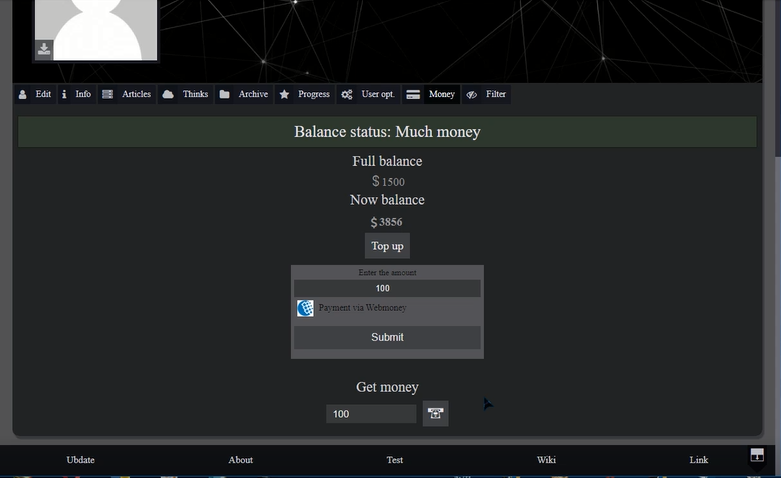 Edit Info Articles Thinks Archive Progress User opt. Money Filter
Balance status: Much money
Full balance
$ 1500
Now balance
$ 3856
Top up
Enter the amount
100
Payment via Webmoney
Submit
Get money
100
Ubdate About Test Wiki Link